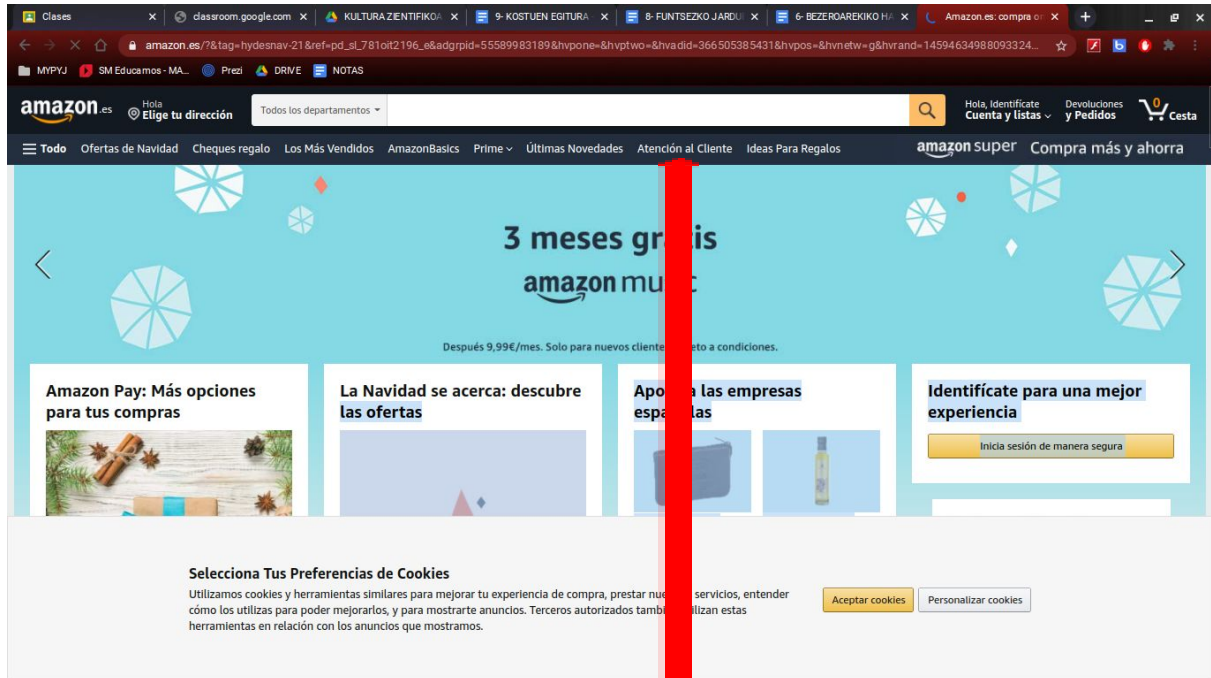 Clases
classroom.google.com
KULTURA ZIENTIFIKOA
9- KOSTUEN EGITURA
8- FUNTSEZKO JARDU
6- BEZEROAREKIKO HA
Amazon.es: compra on
amazon.es/?&tag=hydesnav-21&ref=pd_sl_781oit2196_e&adgrpid=55589983189&hvpone=&hvptwo=&hvadid=366505385431&hvpos=&hvnetw=g&hvrand=14594634988093324...
MYPYJ
SM Educamos - MA...
Prezi
DRIVE
NOTAS
amazon.es
Hola
Elige tu dirección
Todos los departamentos
Hola, Identifícate
Cuenta y listas
Devoluciones
y Pedidos
0
Cesta
Todo
Ofertas de Navidad
Cheques regalo
Los Más Vendidos
AmazonBasics
Prime
Últimas Novedades
Atención al Cliente
Ideas Para Regalos
amazon super
Compra más y ahorra
3 meses gr is
amazon mu c
Después 9,99€/mes. Solo para nuevos cliente eto a condiciones.
Amazon Pay: Más opciones
para tus compras
La Navidad se acerca: descubre
las ofertas
Apo a las empresas
espa las
Identifícate para una mejor
experiencia
Inicia sesión de manera segura
Selecciona Tus Preferencias de Cookies
Utilizamos cookies y herramientas similares para mejorar tu experiencia de compra, prestar nue servicios, entender
cómo los utilizas para poder mejorarlos, y para mostrarte anuncios. Terceros autorizados tambi ilizan estas
herramientas en relación con los anuncios que mostramos.
Aceptar cookies
Personalizar cookies